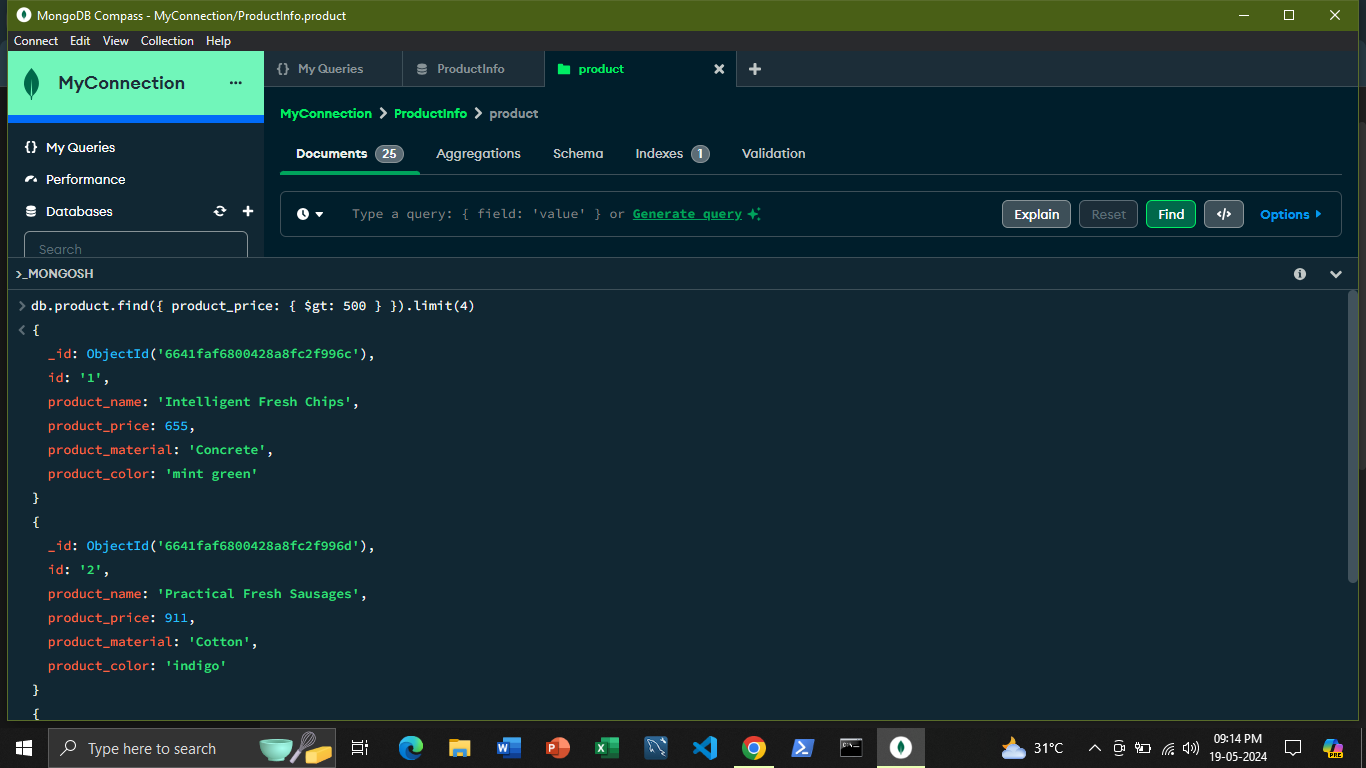 MongoDB Compass - MyConnection/ProductInfo.product
Connect Edit View Collection Help
MyConnection ...
{} My Queries ProductInfo product
MyConnection > ProductInfo > product
{} My Queries
Performance
Databases
Search
Documents 25 Aggregations Schema Indexes 1 Validation
Type a query: { field: 'value' } or Generate query Explain Reset Find </> Options
>_MONGOSH
db.product.find({ product_price: { $gt: 500 } }).limit(4)
{
_id: ObjectId('6641faf6800428a8fc2f996c'),
id: '1',
product_name: 'Intelligent Fresh Chips',
product_price: 655,
product_material: 'Concrete',
product_color: 'mint green'
}
{
_id: ObjectId('6641faf6800428a8fc2f996d'),
id: '2',
product_name: 'Practical Fresh Sausages',
product_price: 911,
product_material: 'Cotton',
product_color: 'indigo'
}
{
Type here to search
31°C
09:14 PM
19-05-2024
PRE